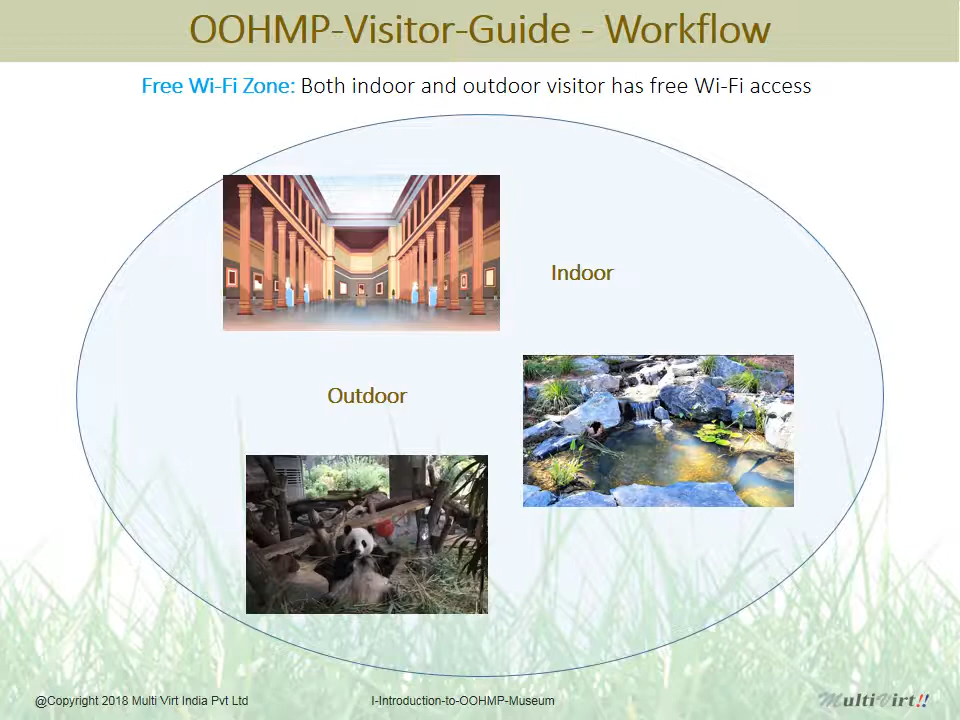 OOHMP-Visitor-Guide - Workflow
Free Wi-Fi Zone: Both indoor and outdoor visitor has free Wi-Fi access
Indoor
Outdoor
@Copyright 2018 Multi Virt India Pvt Ltd
I-Introduction-to-OOHMP-Museum
MultiVirt!!